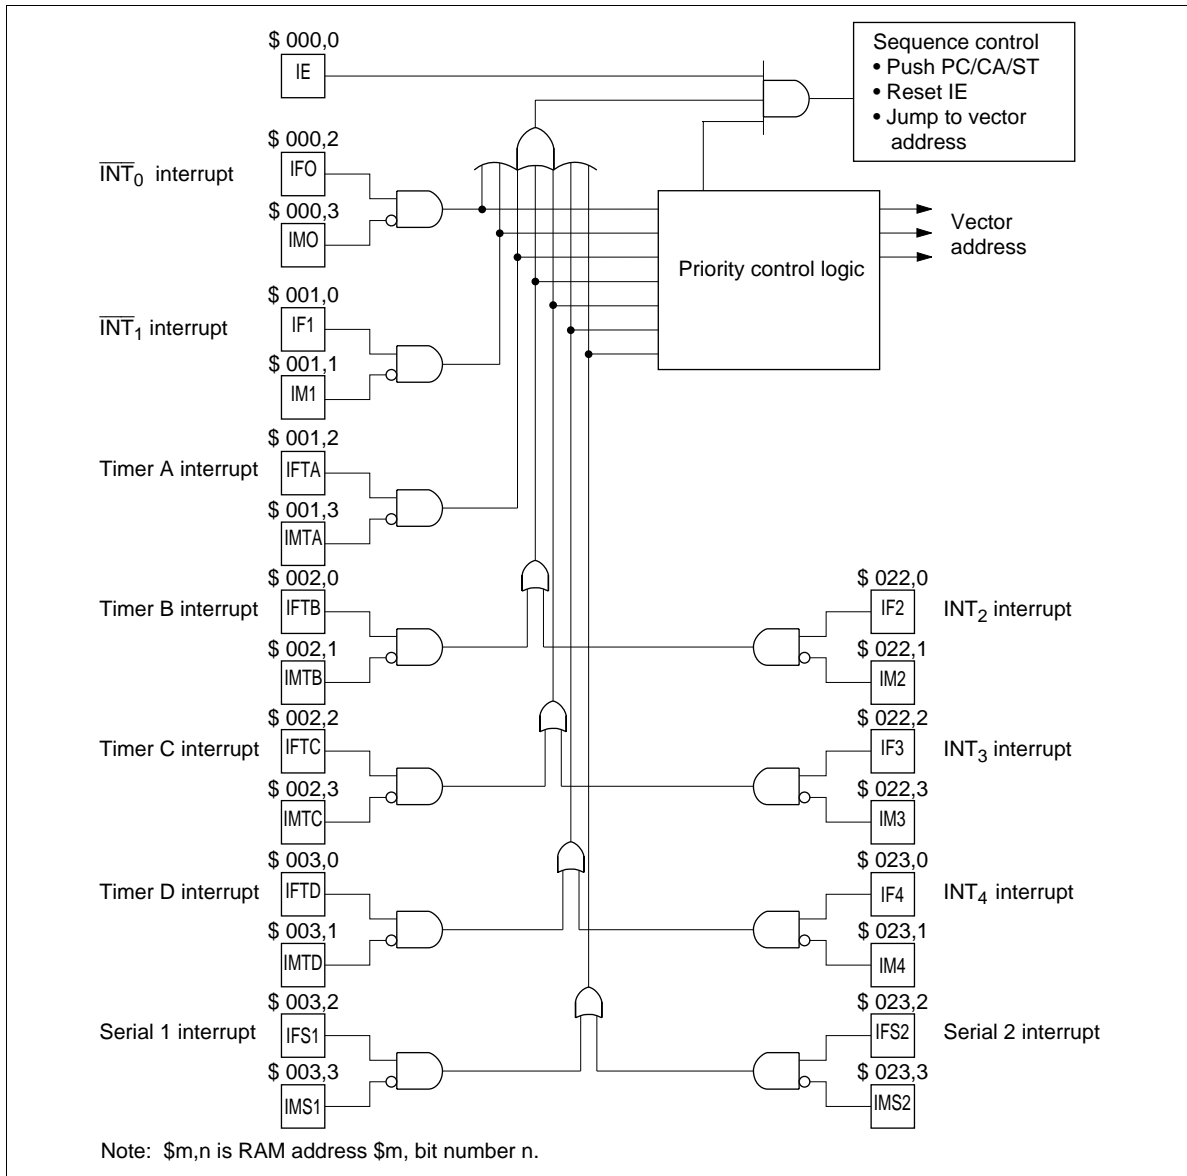 $ 000,0
IE
Sequence control
• Push PC/CA/ST
• Reset IE
• Jump to vector
address
$ 000,2
IFO
INT0 interrupt
$ 000,3
IMO
Vector
address
Priority control logic
$ 001,0
IF1
INT1 interrupt
$ 001,1
IM1
$ 001,2
IFTA
Timer A interrupt
$ 001,3
IMTA
$ 002,0
IFTB
Timer B interrupt
$ 002,1
IMTB
$ 022,0
IF2
INT2 interrupt
$ 022,1
IM2
$ 002,2
IFTC
Timer C interrupt
$ 002,3
IMTC
$ 022,2
IF3
INT3 interrupt
$ 022,3
IM3
$ 003,0
IFTD
Timer D interrupt
$ 003,1
IMTD
$ 023,0
IF4
INT4 interrupt
$ 023,1
IM4
$ 003,2
IFS1
Serial 1 interrupt
$ 003,3
IMS1
$ 023,2
IFS2
Serial 2 interrupt
$ 023,3
IMS2
Note: $m,n is RAM address $m, bit number n.